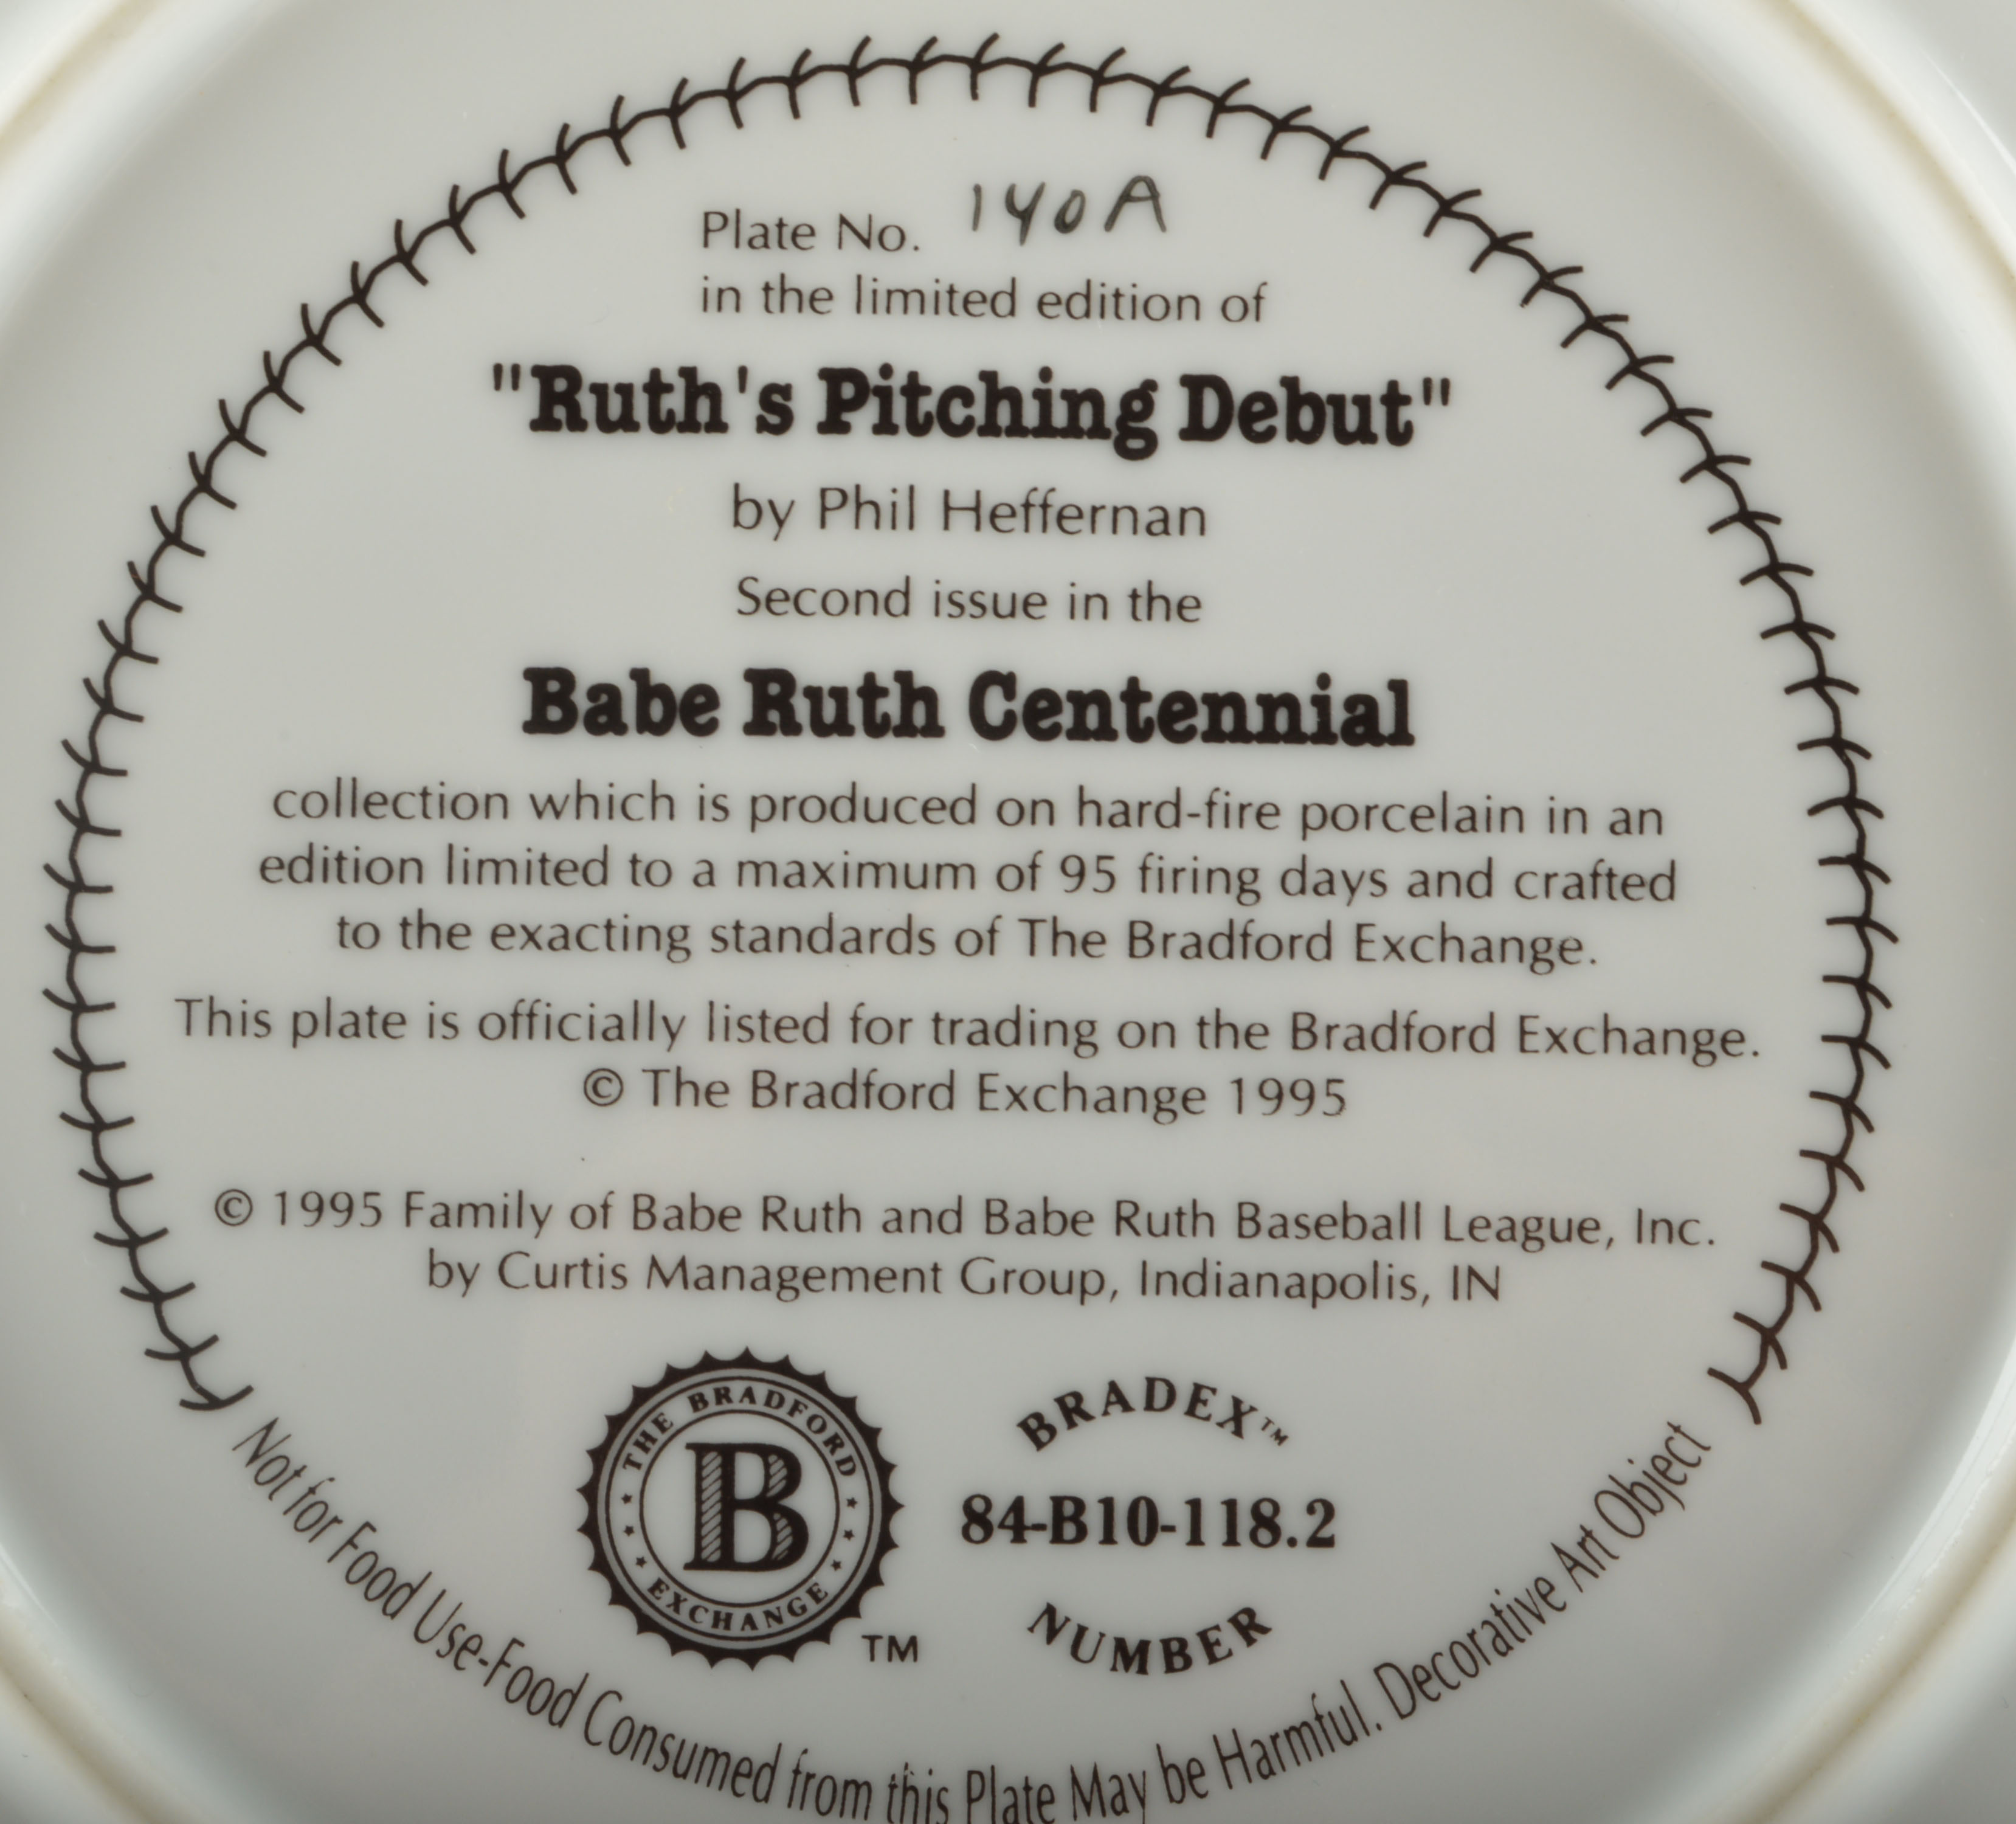 Plate No. 140A
in the limited edition of
"Ruth's Pitching Debut"
by Phil Heffernan
Second issue in the
Babe Ruth Centennial
collection which is produced on hard-fire porcelain in an
edition limited to a maximum of 95 firing days and crafted
to the exacting standards of The Bradford Exchange.
This plate is officially listed for trading on the Bradford Exchange.
© The Bradford Exchange 1995
© 1995 Family of Babe Ruth and Babe Ruth Baseball League, Inc.
by Curtis Management Group, Indianapolis, IN
THE BRADFORD
B
EXCHANGE
TM
BRADEX™
84-B10-118.2
NUMBER
Not for Food Use-Food Consumed from this Plate May be Harmful. Decorative Art Object